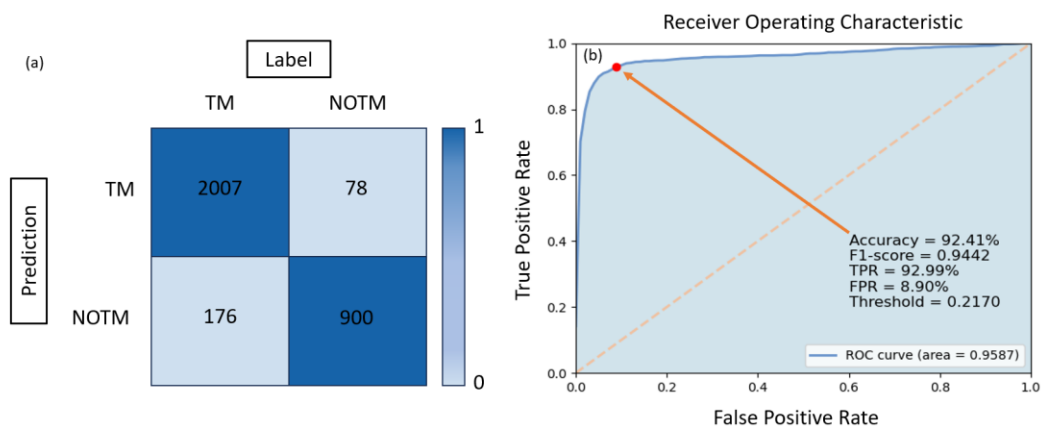 (a)
Label
TM NOTM
Prediction
TM
NOTM
2007 78
176 900
1
0
Receiver Operating Characteristic
(b)
True Positive Rate
1.0
0.8
0.6
0.4
0.2
0.0
Accuracy = 92.41%
F1-score = 0.9442
TPR = 92.99%
FPR = 8.90%
Threshold = 0.2170
ROC curve (area = 0.9587)
0.0 0.2 0.4 0.6 0.8 1.0
False Positive Rate